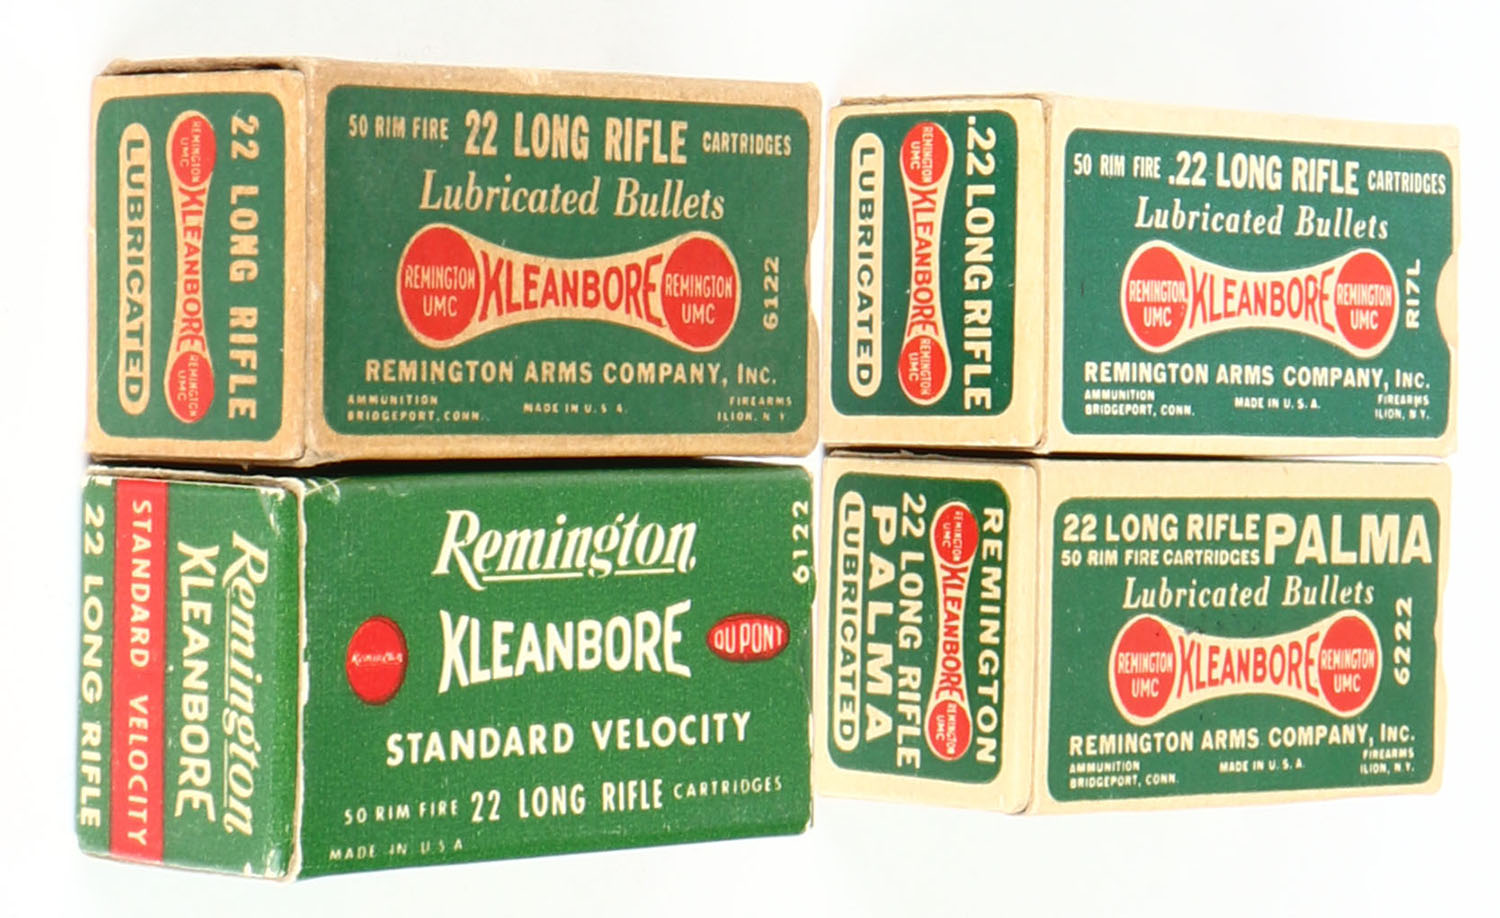 LUBRICATED
REMINGTON
UMC
KLEANBORE
REMINGTON
UMC
22 LONG RIFLE
50 RIM FIRE 22 LONG RIFLE CARTRIDGES
Lubricated Bullets
REMINGTON
UMC
KLEANBORE
REMINGTON
UMC
6122
REMINGTON ARMS COMPANY, INC.
AMMUNITION
BRIDGEPORT, CONN.
MADE IN U. S. A.
FIREARMS
ILION, N. Y.
LUBRICATED
REMINGTON
UMC
KLEANBORE
REMINGTON
UMC
.22 LONG RIFLE
50 RIM FIRE .22 LONG RIFLE CARTRIDGES
Lubricated Bullets
REMINGTON
UMC
KLEANBORE
REMINGTON
UMC
RI7L
REMINGTON ARMS COMPANY, INC.
AMMUNITION
BRIDGEPORT, CONN.
MADE IN U. S. A.
FIREARMS
ILION, N. Y.
Remington
KLEANBORE
STANDARD VELOCITY
22 LONG RIFLE
Remington
KLEANBORE
Remington
DU PONT
6122
STANDARD VELOCITY
50 RIM FIRE 22 LONG RIFLE CARTRIDGES
MADE IN U S A
REMINGTON
REMINGTON
UMC
KLEANBORE
REMINGTON
UMC
22 LONG RIFLE
PALMA
LUBRICATED
22 LONG RIFLE PALMA
50 RIM FIRE CARTRIDGES
Lubricated Bullets
REMINGTON
UMC
KLEANBORE
REMINGTON
UMC
6222
REMINGTON ARMS COMPANY, INC.
AMMUNITION
BRIDGEPORT, CONN.
MADE IN U. S. A.
FIREARMS
ILION, N. Y.